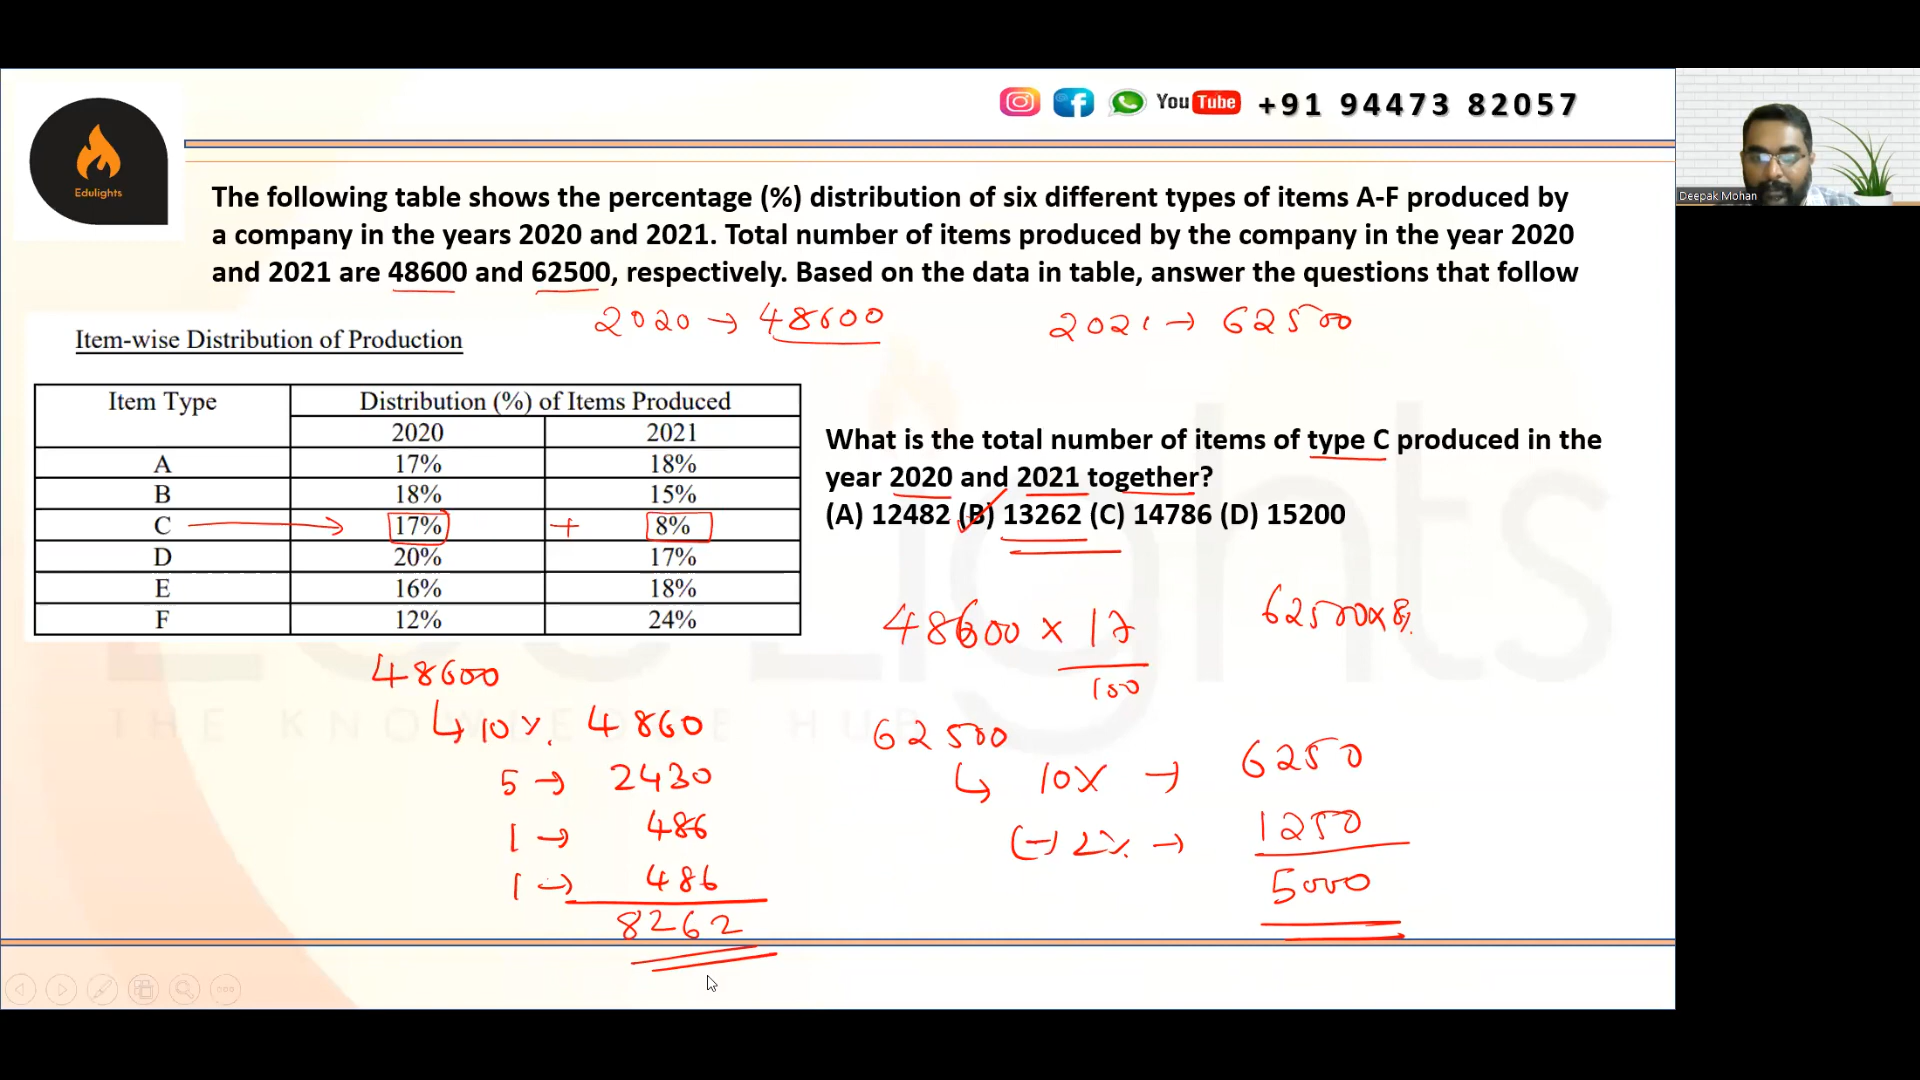 You Tube +91 94473 82057
Edulights
Deepak Mohan
The following table shows the percentage (%) distribution of six different types of items A-F produced by
a company in the years 2020 and 2021. Total number of items produced by the company in the year 2020
and 2021 are 48600 and 62500, respectively. Based on the data in table, answer the questions that follow
2020 → 48600 2021 → 62500
Item-wise Distribution of Production
Item Type Distribution (%) of Items Produced
2020 2021
A 17% 18%
B 18% 15%
C → 17% + 8%
D 20% 17%
E 16% 18%
F 12% 24%
What is the total number of items of type C produced in the
year 2020 and 2021 together?
(A) 12482 (B) 13262 (C) 14786 (D) 15200
48600 × 17
100
62500×8%
48600
↳ 10%. 4860
5 → 2430
1 → 486
1 → 486
8262
62500
↳ 10% → 6250
(-) 2% → 1250
5000
THE KNOWLEDGE HUB